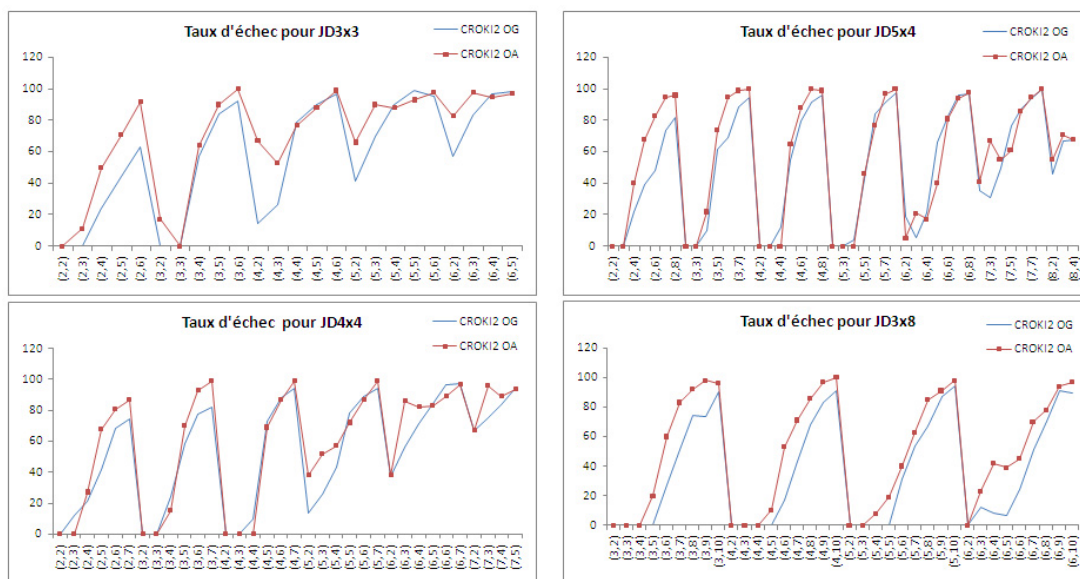 Taux d'échec pour JD3x3
CROKI2 OG
CROKI2 OA
120
100
80
60
40
20
0
(2,2) (2,3) (2,4) (2,5) (2,6) (3,2) (3,3) (3,4) (3,5) (3,6) (4,2) (4,3) (4,4) (4,5) (4,6) (5,2) (5,3) (5,4) (5,5) (5,6) (6,2) (6,3) (6,4) (6,5)
Taux d'échec pour JD5x4
CROKI2 OG
CROKI2 OA
120
100
80
60
40
20
0
(2,2) (2,4) (2,6) (2,8) (3,3) (3,5) (3,7) (4,2) (4,4) (4,6) (4,8) (5,3) (5,5) (5,7) (6,2) (6,4) (6,6) (6,8) (7,3) (7,5) (7,7) (8,2) (8,4)
Taux d'échec pour JD4x4
CROKI2 OG
CROKI2 OA
120
100
80
60
40
20
0
(2,2) (2,3) (2,4) (2,5) (2,6) (2,7) (3,2) (3,3) (3,4) (3,5) (3,6) (3,7) (4,2) (4,3) (4,4) (4,5) (4,6) (4,7) (5,2) (5,3) (5,4) (5,5) (5,6) (5,7) (6,2) (6,3) (6,4) (6,5) (6,6) (6,7) (7,2) (7,3) (7,4) (7,5)
Taux d'échec pour JD3x8
CROKI2 OG
CROKI2 OA
120
100
80
60
40
20
0
(3,2) (3,3) (3,4) (3,5) (3,6) (3,7) (3,8) (3,9) (3,10) (4,2) (4,3) (4,4) (4,5) (4,6) (4,7) (4,8) (4,9) (4,10) (5,2) (5,3) (5,4) (5,5) (5,6) (5,7) (5,8) (5,9) (5,10) (6,2) (6,3) (6,4) (6,5) (6,6) (6,7) (6,8) (6,9) (6,10)